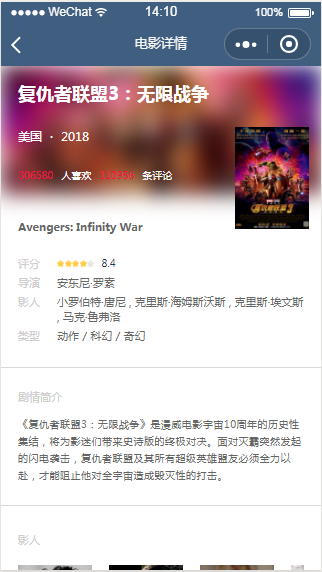 WeChat 14:10 100%
电影详情
复仇者联盟3：无限战争
美国 · 2018
人喜欢 条评论
Avengers: Infinity War
评分 8.4
导演 安东尼·罗素
影人 小罗伯特·唐尼 , 克里斯·海姆斯沃斯 , 克里斯·埃文斯
, 马克·鲁弗洛
类型 动作 / 科幻 / 奇幻
剧情简介
《复仇者联盟3：无限战争》是漫威电影宇宙10周年的历史性
集结，将为影迷们带来史诗版的终极对决。面对灭霸突然发起
的闪电袭击，复仇者联盟及其所有超级英雄盟友必须全力以
赴，才能阻止他对全宇宙造成毁灭性的打击。
影人